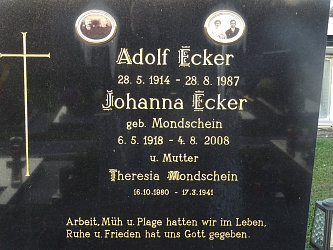 Adolf Ecker
28.5.1914 - 28.8.1987
Johanna Ecker
geb. Mondschein
6.5.1918 - 4.8.2008
u. Mutter
Theresia Mondschein
16.10.1980 - 17.3.1941
Arbeit, Müh u. Plage hatten wir im Leben,
Ruhe u. Frieden hat uns Gott gegeben.